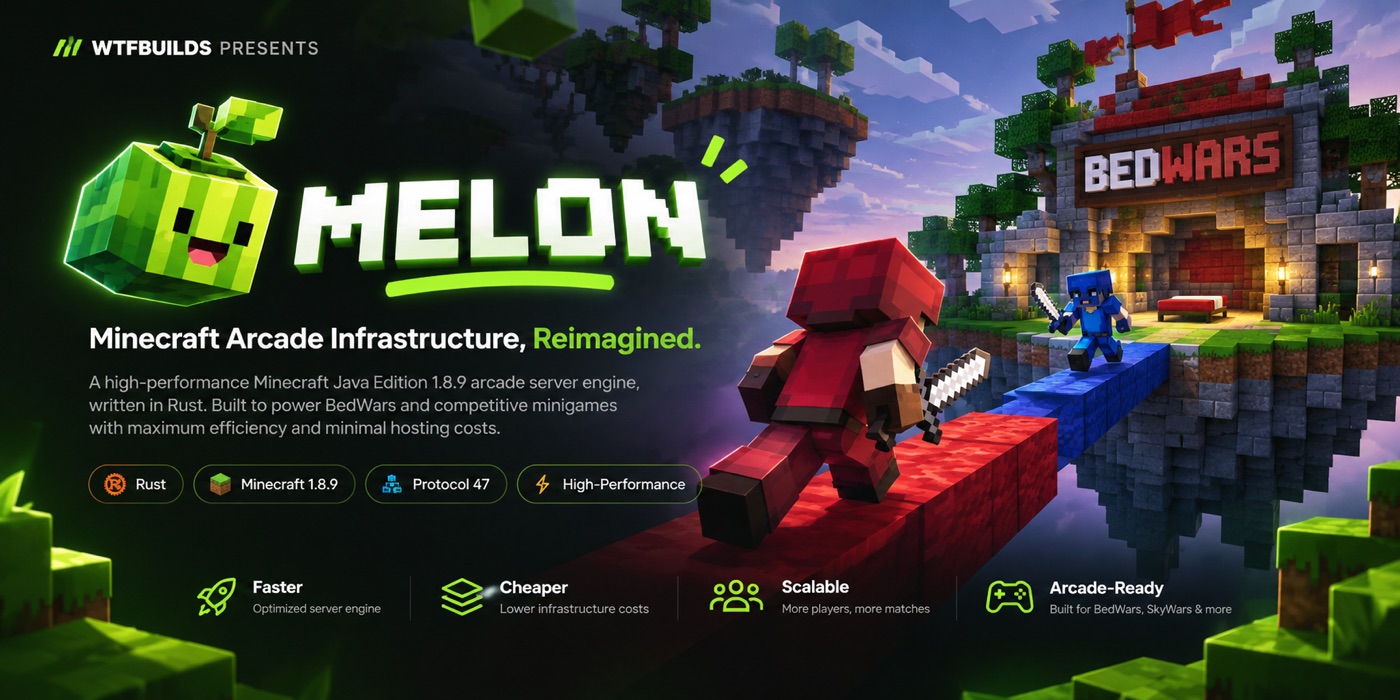 WTFBUILDS PRESENTS
MELON
BEDWARS
Minecraft Arcade Infrastructure, Reimagined.
A high-performance Minecraft Java Edition 1.8.9 arcade server engine,
written in Rust. Built to power BedWars and competitive minigames
with maximum efficiency and minimal hosting costs.
R
Rust
Minecraft 1.8.9
Protocol 47
High-Performance
Faster
Optimized server engine
Cheaper
Lower infrastructure costs
Scalable
More players, more matches
Arcade-Ready
Built for BedWars, SkyWars & more